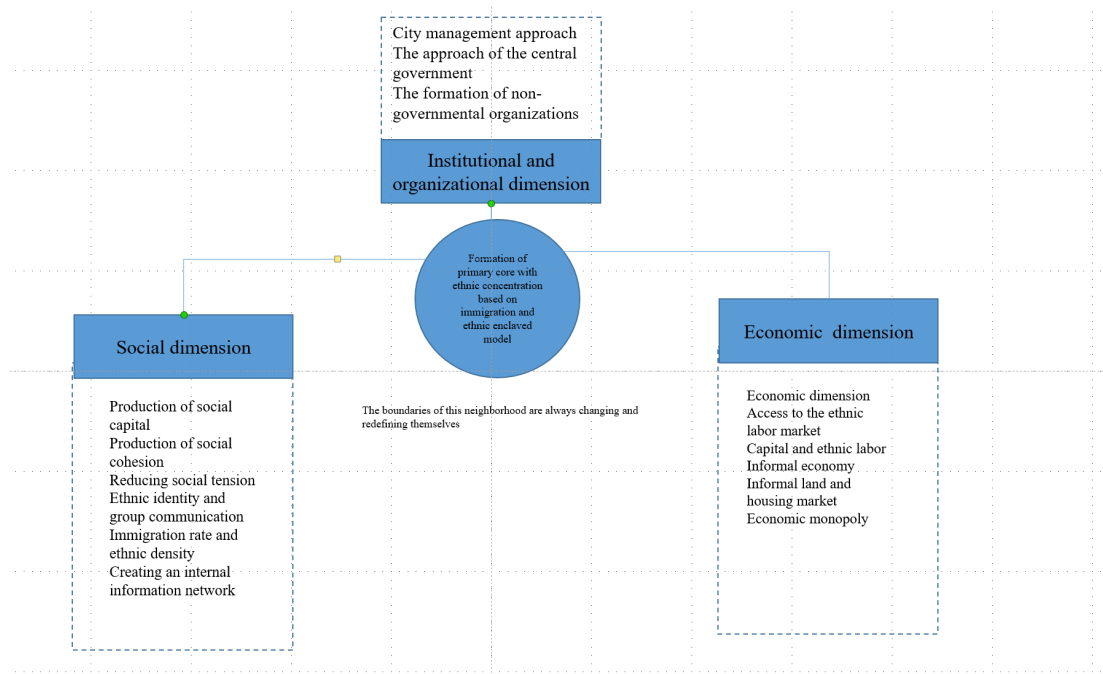 City management approach
The approach of the central
government
The formation of non-
governmental organizations
Institutional and
organizational dimension
Formation of
primary core with
ethnic concentration
based on
immigration and
ethnic enclaved
model
Social dimension
Production of social
capital
Production of social
cohesion
Reducing social tension
Ethnic identity and
group communication
Immigration rate and
ethnic density
Creating an internal
information network
The boundaries of this neighborhood are always changing and
redefining themselves
Economic dimension
Economic dimension
Access to the ethnic
labor market
Capital and ethnic labor
Informal economy
Informal land and
housing market
Economic monopoly